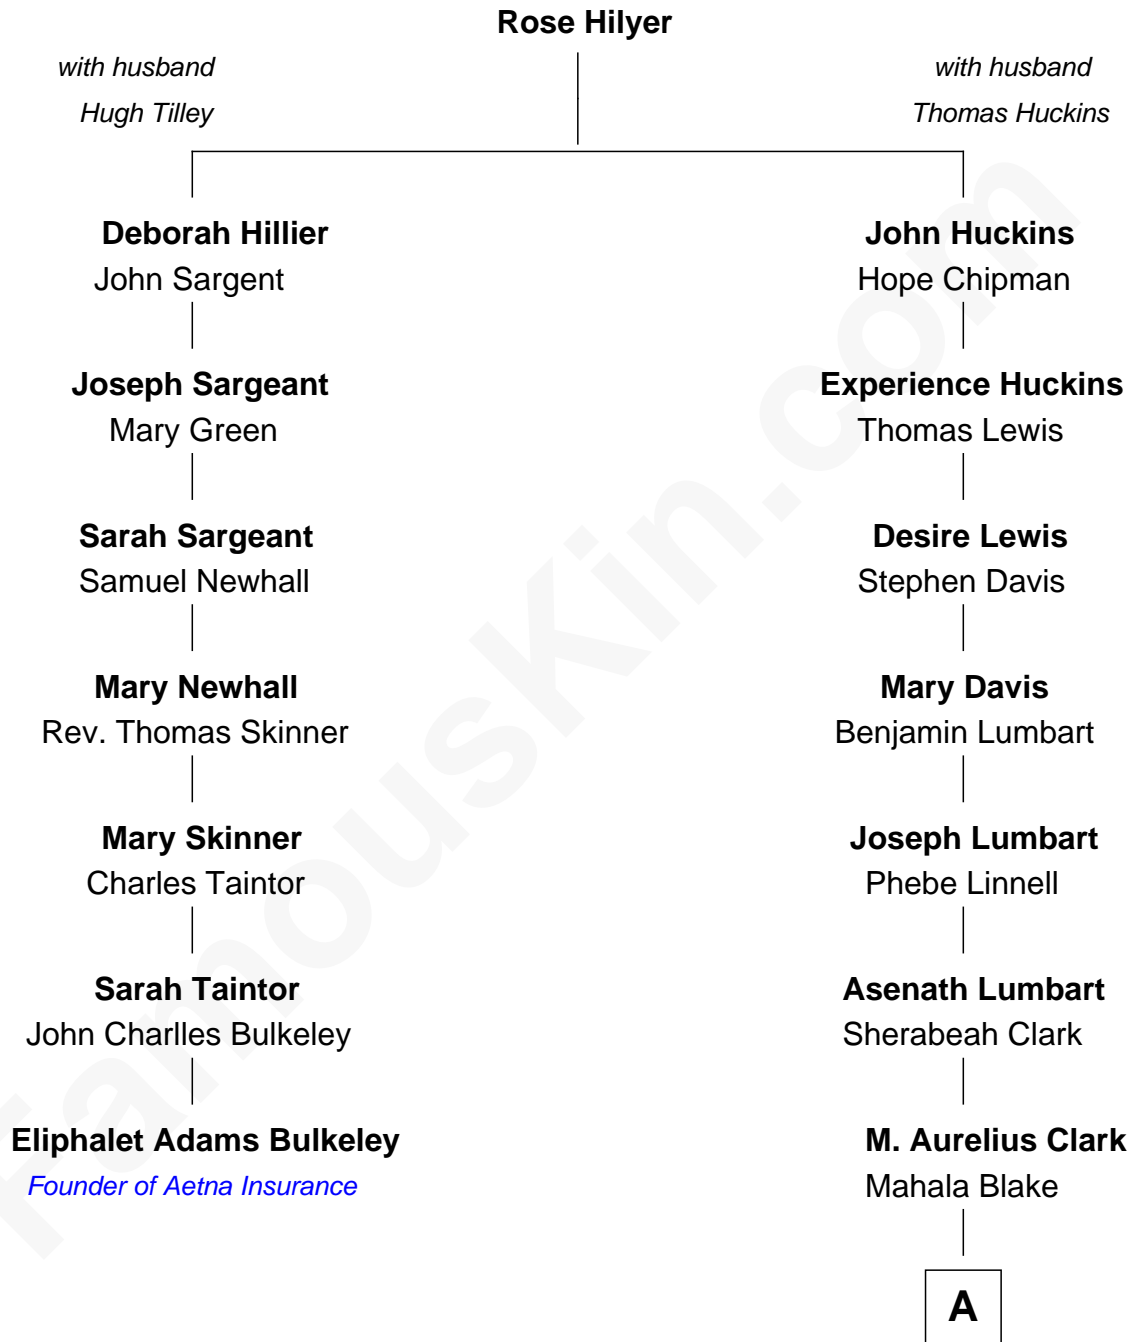 Rose Hilyer
with husband
Hugh Tilley
with husband
Thomas Huckins
Deborah Hillier
John Sargent
John Huckins
Hope Chipman
Joseph Sargeant
Mary Green
Experience Huckins
Thomas Lewis
Sarah Sargeant
Samuel Newhall
Desire Lewis
Stephen Davis
Mary Newhall
Rev. Thomas Skinner
Mary Davis
Benjamin Lumbart
Mary Skinner
Charles Taintor
Joseph Lumbart
Phebe Linnell
Sarah Taintor
John Charlles Bulkeley
Asenath Lumbart
Sherabeah Clark
Eliphalet Adams Bulkeley
Founder of Aetna Insurance
M. Aurelius Clark
Mahala Blake
A
FamousKin.com